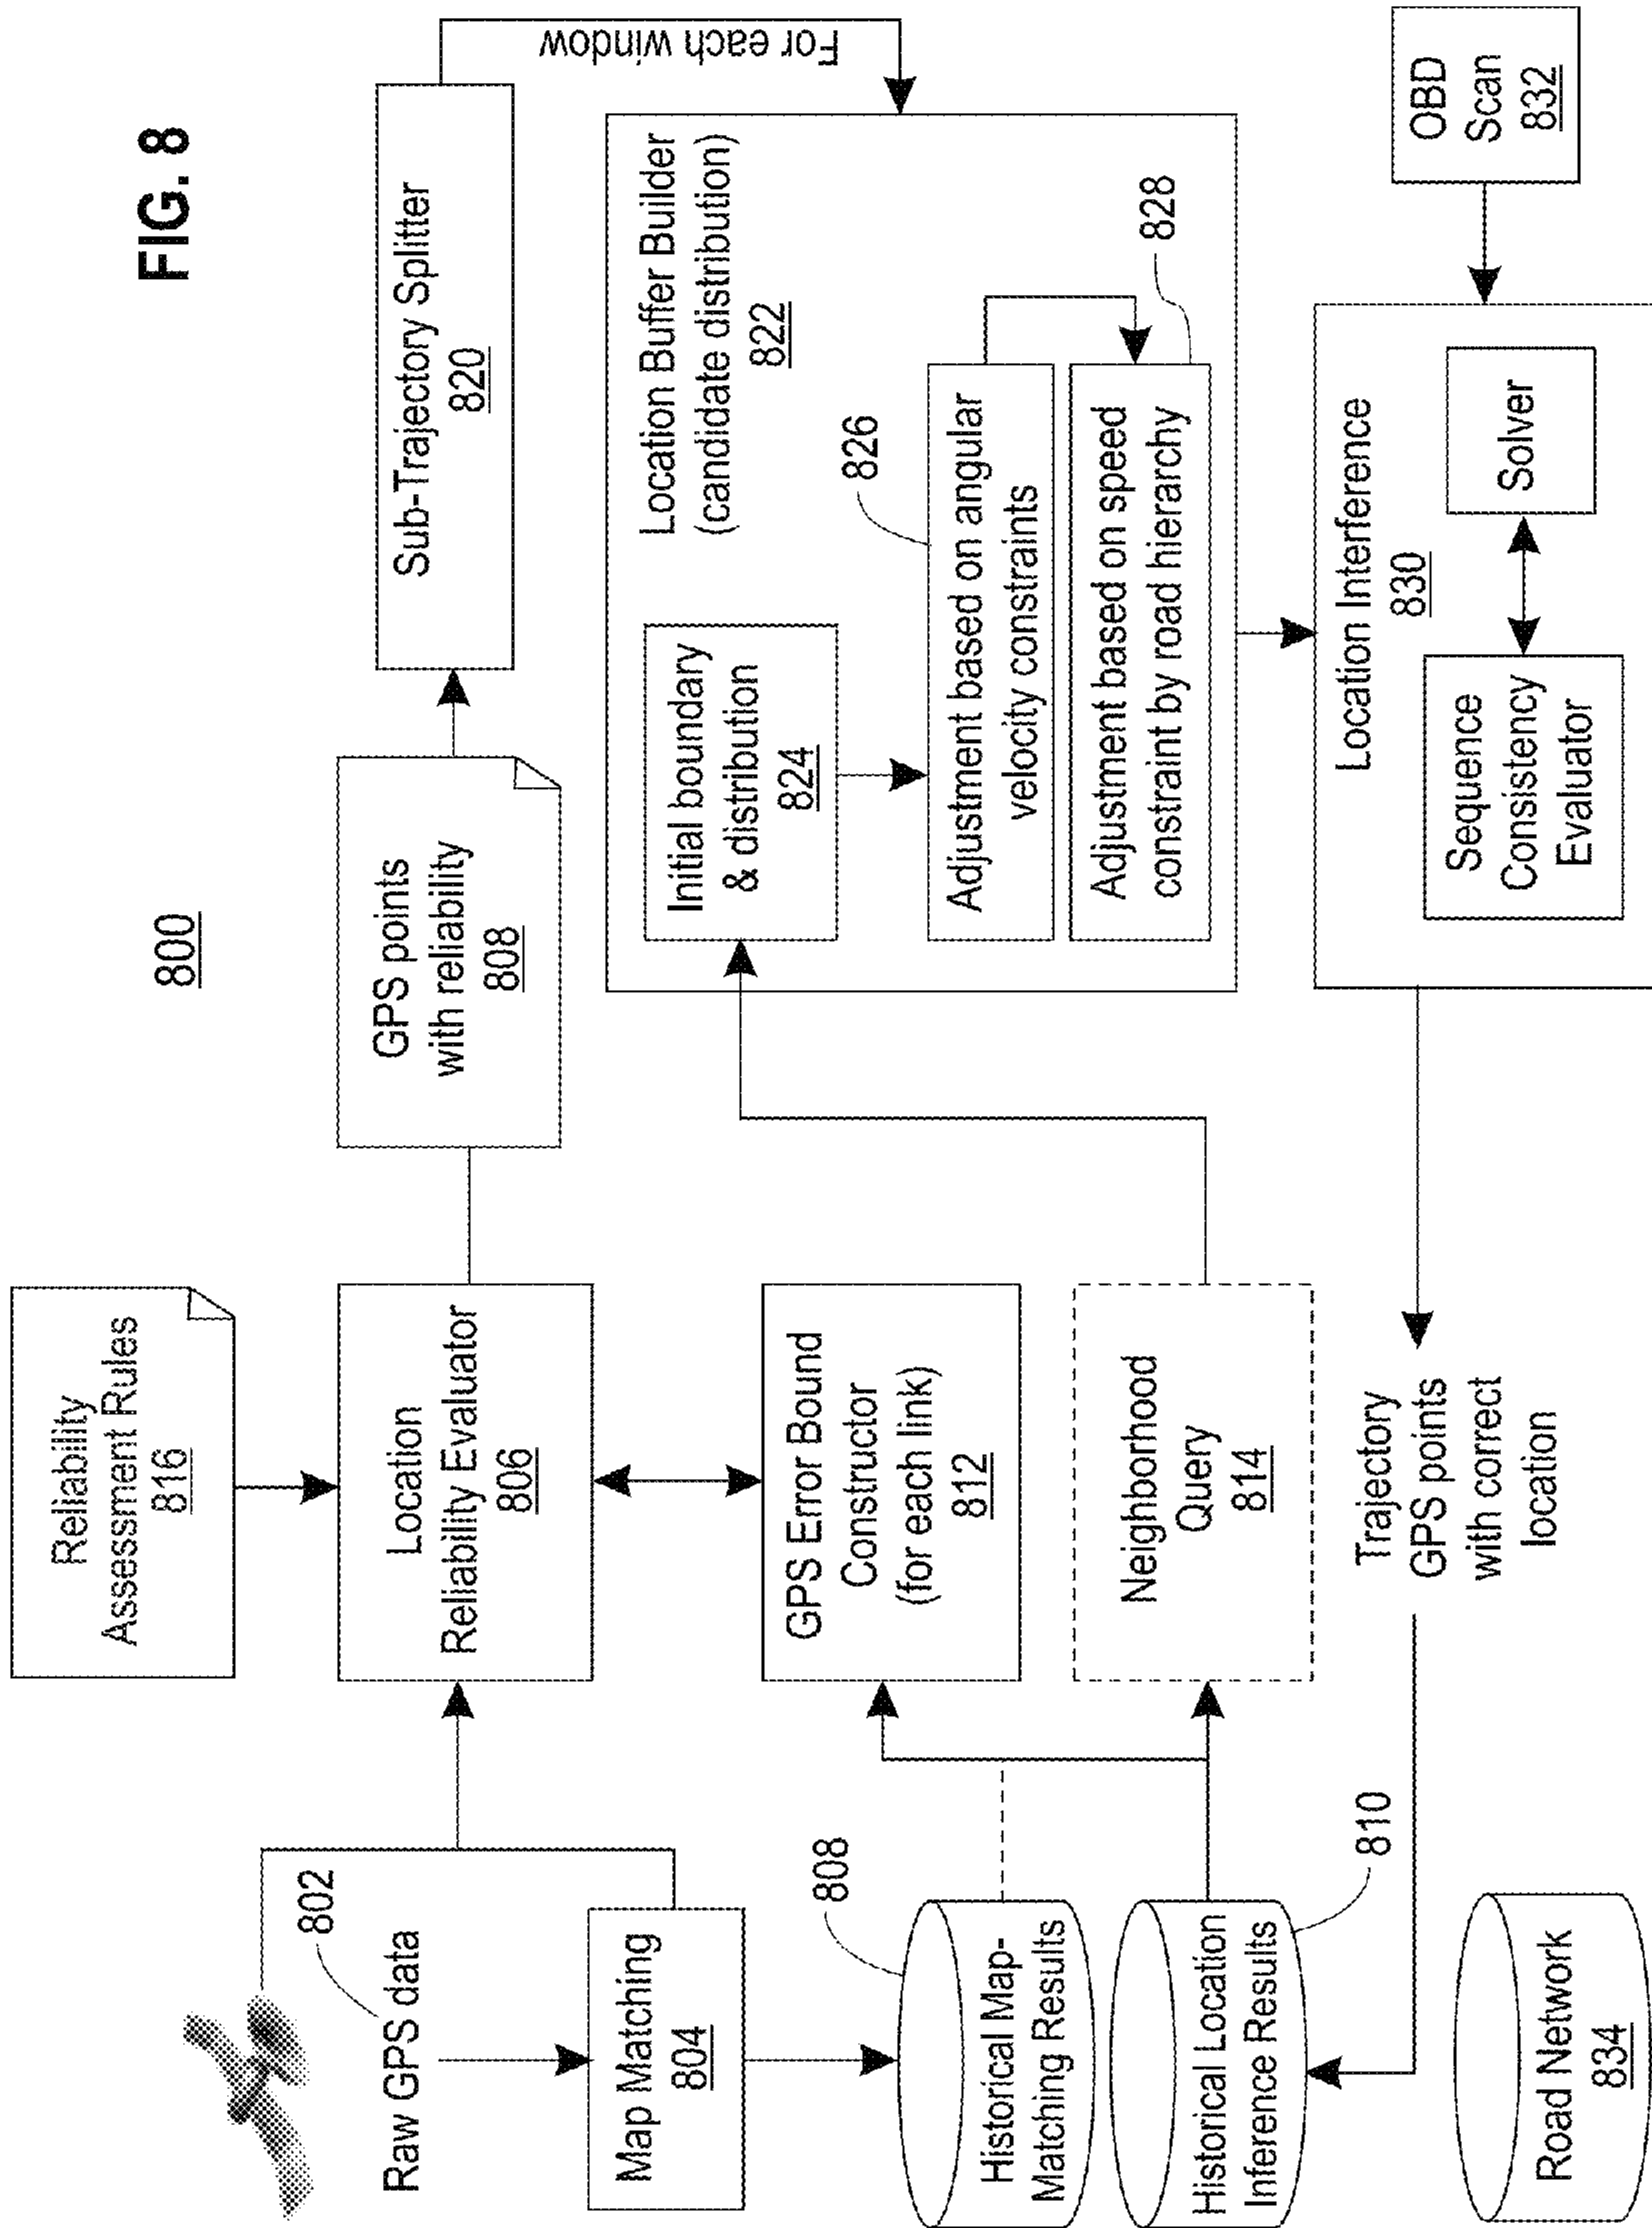 FIG. 8
800
Raw GPS data
802
Map Matching
804
808
Historical Map-
Matching Results
Historical Location
Inference Results
810
Road Network
834
Reliability
Assessment Rules
816
Location
Reliability Evaluator
806
GPS Error Bound
Constructor
(for each link)
812
Neighborhood
Query
814
Trajectory
GPS points
with correct
location
GPS points
with reliability
808
Sub-Trajectory Splitter
820
For each window
Location Buffer Builder
(candidate distribution)
822
Initial boundary
& distribution
824
826
Adjustment based on angular
velocity constraints
Adjustment based on speed
constraint by road hierarchy
828
Location Interference
830
Sequence
Consistency
Evaluator
Solver
OBD
Scan
832